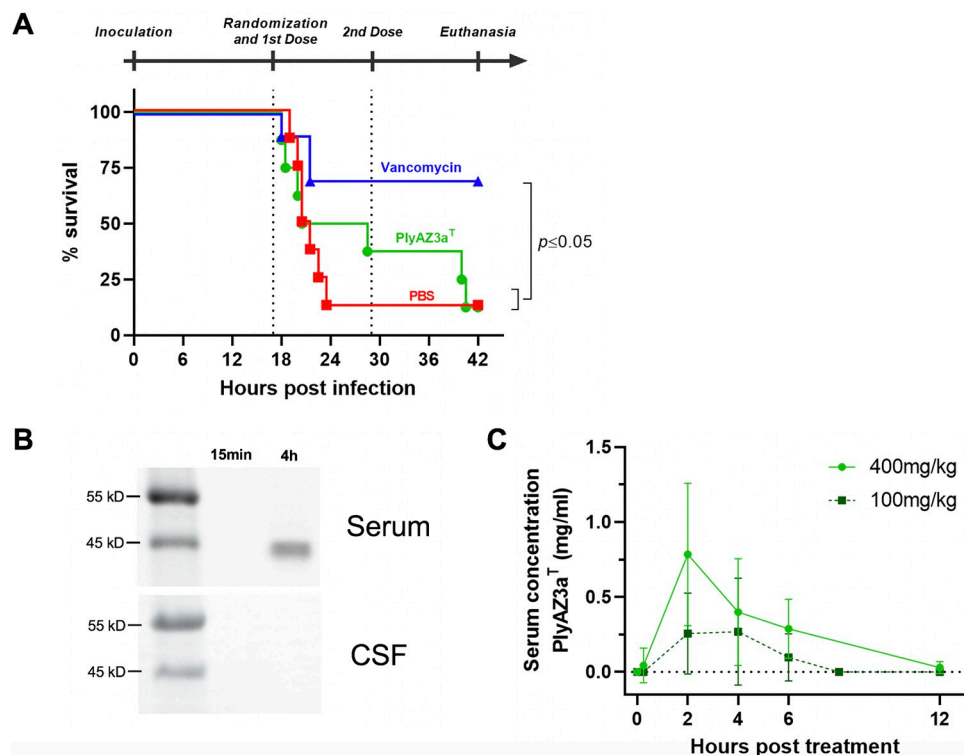 A
Inoculation
Randomization
and 1st Dose
2nd Dose
Euthanasia
% survival
100
75
50
25
0
Vancomycin
PlyAZ3aᵀ
PBS
p≤0.05
0 6 12 18 24 30 36 42
Hours post infection
B
15min 4h
55 kD
45 kD
Serum
55 kD
45 kD
CSF
C
Serum concentration
PlyAZ3aᵀ (mg/ml)
1.5
1.0
0.5
0.0
400mg/kg
100mg/kg
0 2 4 6 12
Hours post treatment